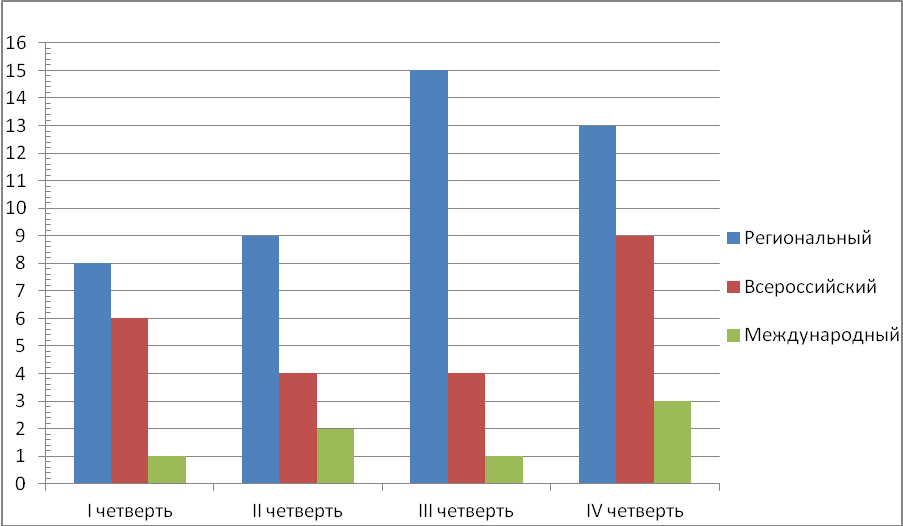 16
15
14
13
12
11
10
9
8
7
6
5
4
3
2
1
0
I четверть
II четверть
III четверть
IV четверть
Региональный
Всероссийский
Международный